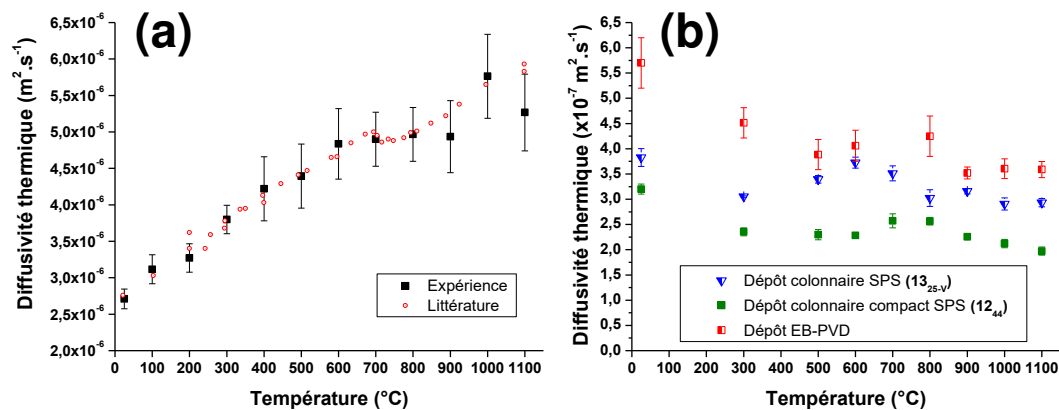 (a)
Diffusivité thermique (m².s⁻¹)
6,5x10⁻⁶
6,0x10⁻⁶
5,5x10⁻⁶
5,0x10⁻⁶
4,5x10⁻⁶
4,0x10⁻⁶
3,5x10⁻⁶
3,0x10⁻⁶
2,5x10⁻⁶
2,0x10⁻⁶
Expérience
Littérature
0 100 200 300 400 500 600 700 800 900 1000 1100
Température (°C)
(b)
Diffusivité thermique (x10⁻⁷ m².s⁻¹)
6,5
6,0
5,5
5,0
4,5
4,0
3,5
3,0
2,5
2,0
1,5
1,0
0,5
0,0
Dépôt colonnaire SPS (13₂₅₋V)
Dépôt colonnaire compact SPS (12₄₄)
Dépôt EB-PVD
0 100 200 300 400 500 600 700 800 900 1000 1100
Température (°C)